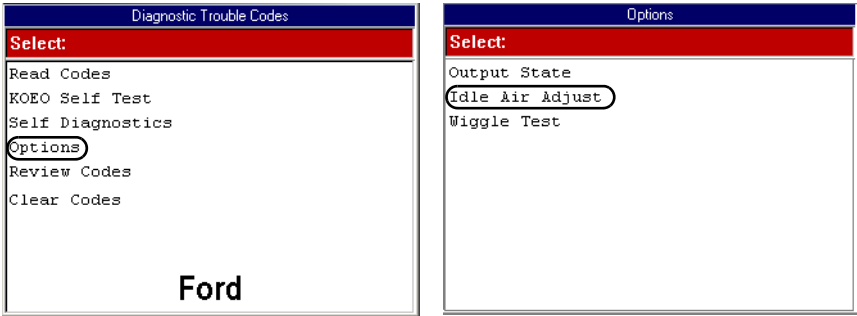 Diagnostic Trouble Codes
Select:
Read Codes
KOEO Self Test
Self Diagnostics
Options
Review Codes
Clear Codes
Ford
Options
Select:
Output State
Idle Air Adjust
Wiggle Test